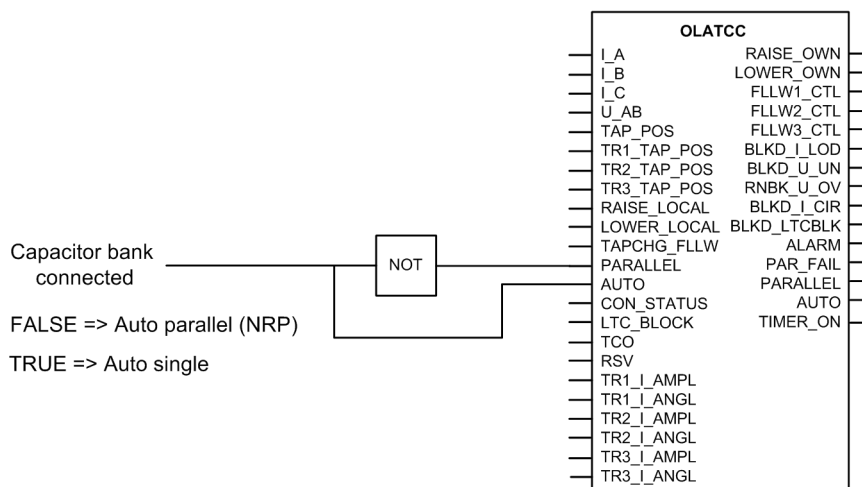 OLATCC
I_A RAISE_OWN
I_B LOWER_OWN
I_C FLLW1_CTL
U_AB FLLW2_CTL
TAP_POS FLLW3_CTL
TR1_TAP_POS BLKD_I_LOD
TR2_TAP_POS BLKD_U_UN
TR3_TAP_POS RNBK_U_OV
RAISE_LOCAL BLKD_I_CIR
LOWER_LOCAL BLKD_LTCBLK
TAPCHG_FLLW ALARM
PARALLEL PAR_FAIL
AUTO PARALLEL
CON_STATUS AUTO
LTC_BLOCK TIMER_ON
TCO
RSV
TR1_I_AMPL
TR1_I_ANGL
TR2_I_AMPL
TR2_I_ANGL
TR3_I_AMPL
TR3_I_ANGL
Capacitor bank
connected
NOT
FALSE => Auto parallel (NRP)
TRUE => Auto single